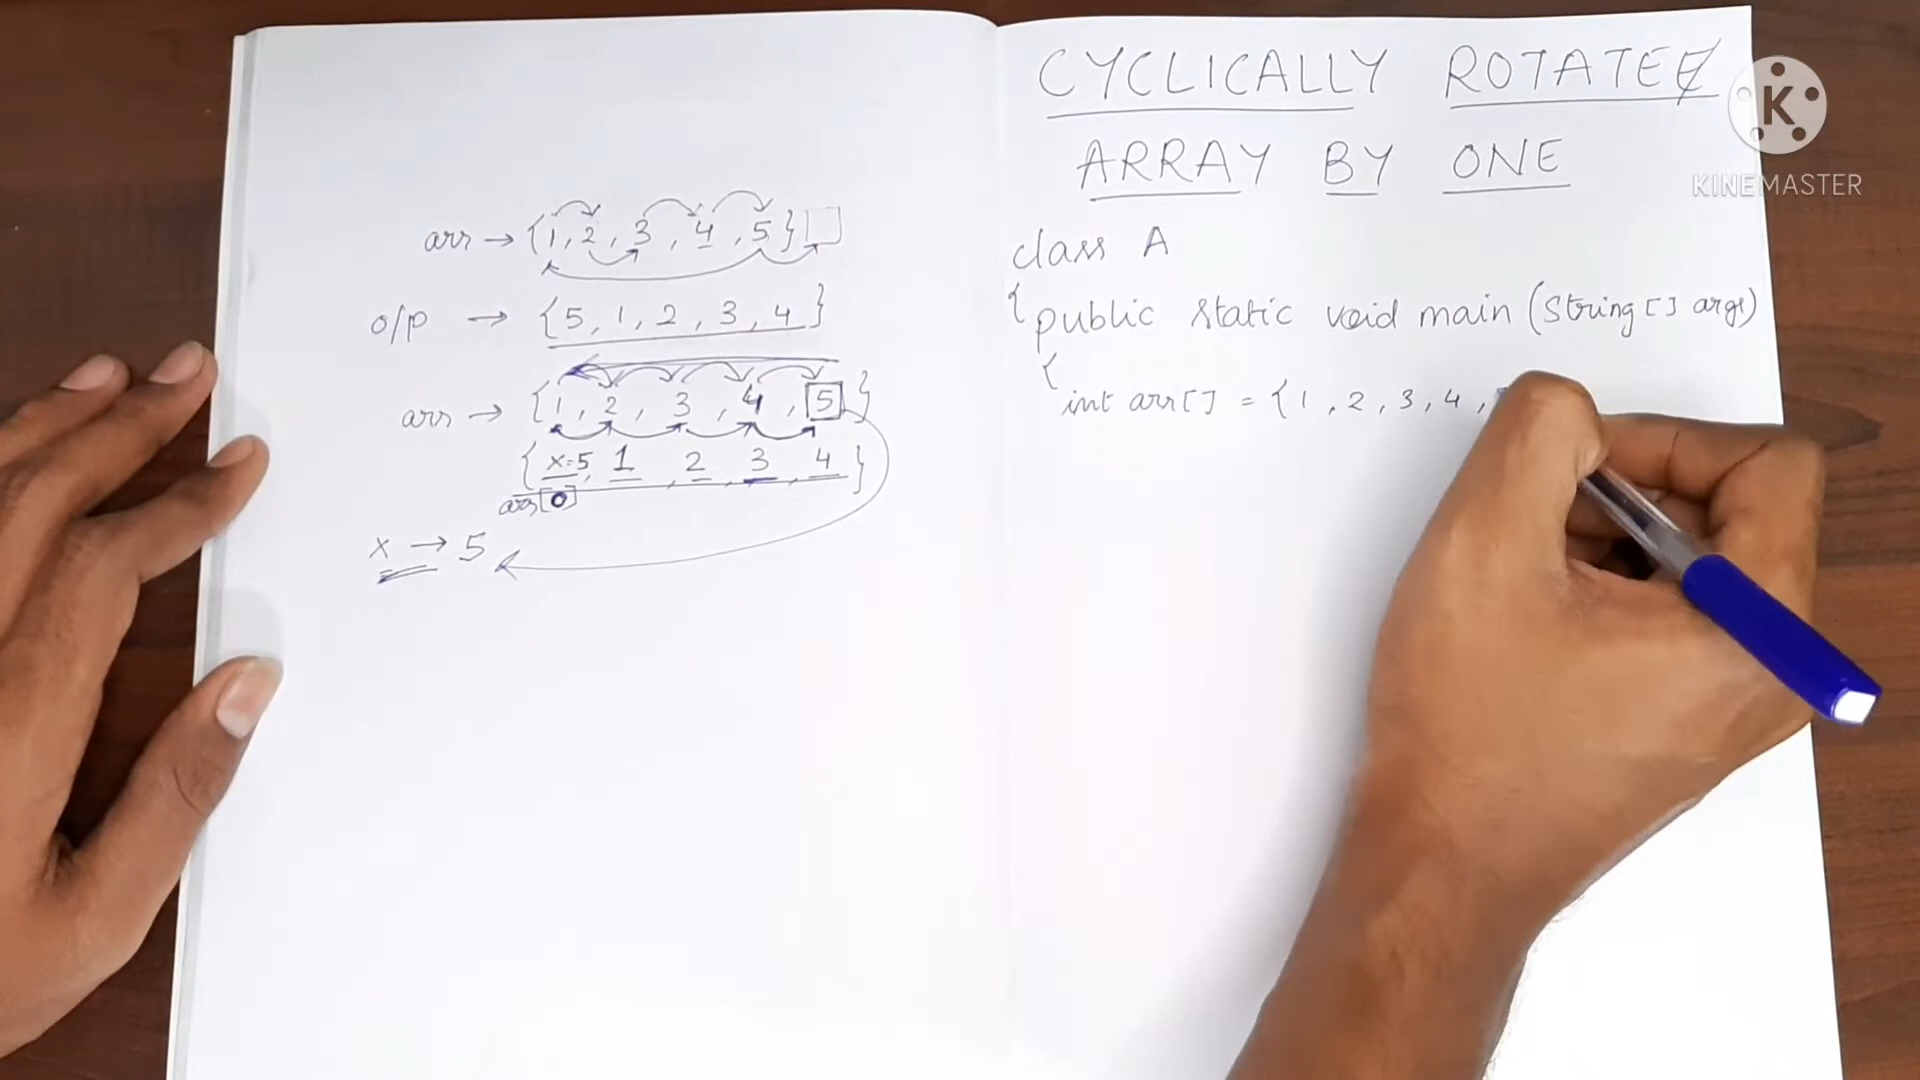 arr → {1, 2, 3, 4, 5}
o/p → {5, 1, 2, 3, 4}
arr → {1, 2, 3, 4, 5}
{x=5, 1, 2, 3, 4}
arr[0]
x → 5
CYCLICALLY ROTATE
ARRAY BY ONE
class A
{ public static void main (String [] args)
{
int arr[] = {1, 2, 3, 4,
K
KINEMASTER